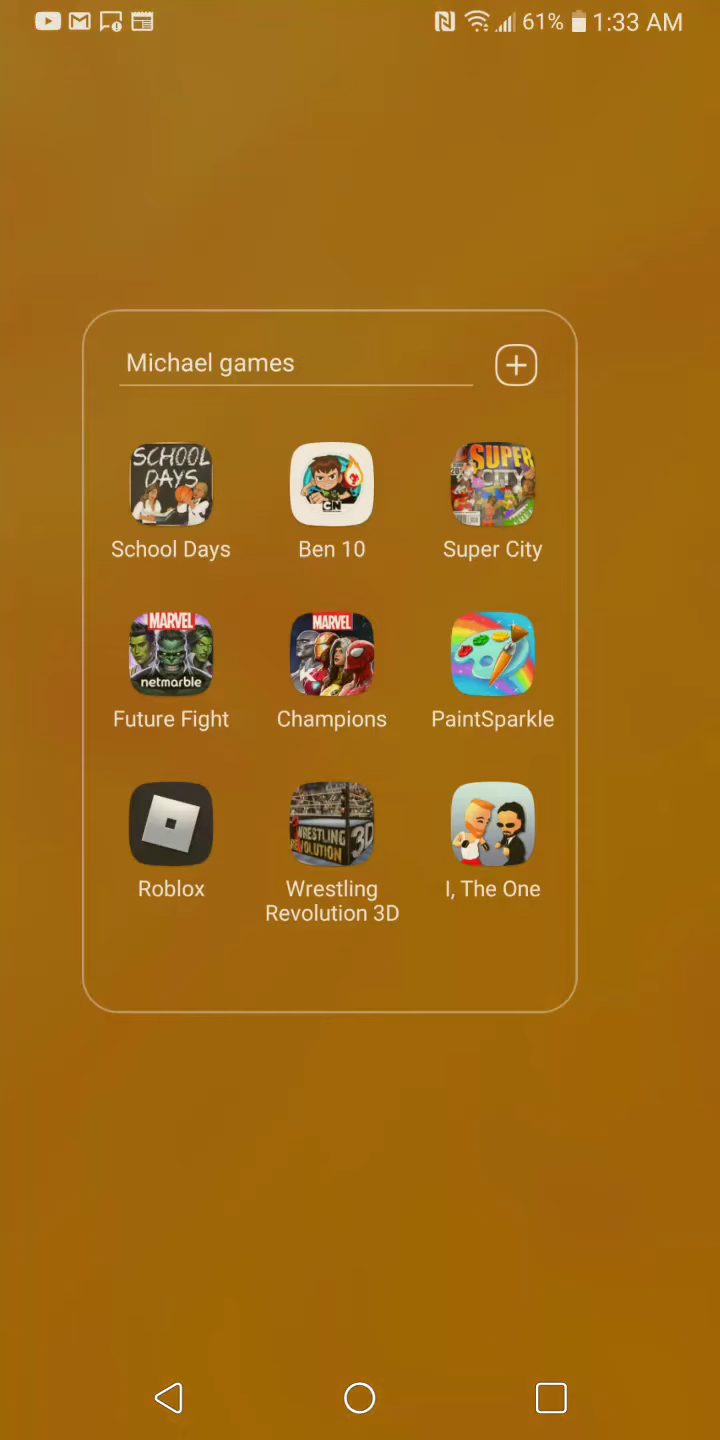 61% 1:33 AM
Michael games
SCHOOL
DAYS
CN
SUPER
CITY
School Days
Ben 10
Super City
MARVEL
netmarble
MARVEL
Future Fight
Champions
PaintSparkle
WRESTLING
REVOLUTION
3D
Roblox
Wrestling
Revolution 3D
I, The One